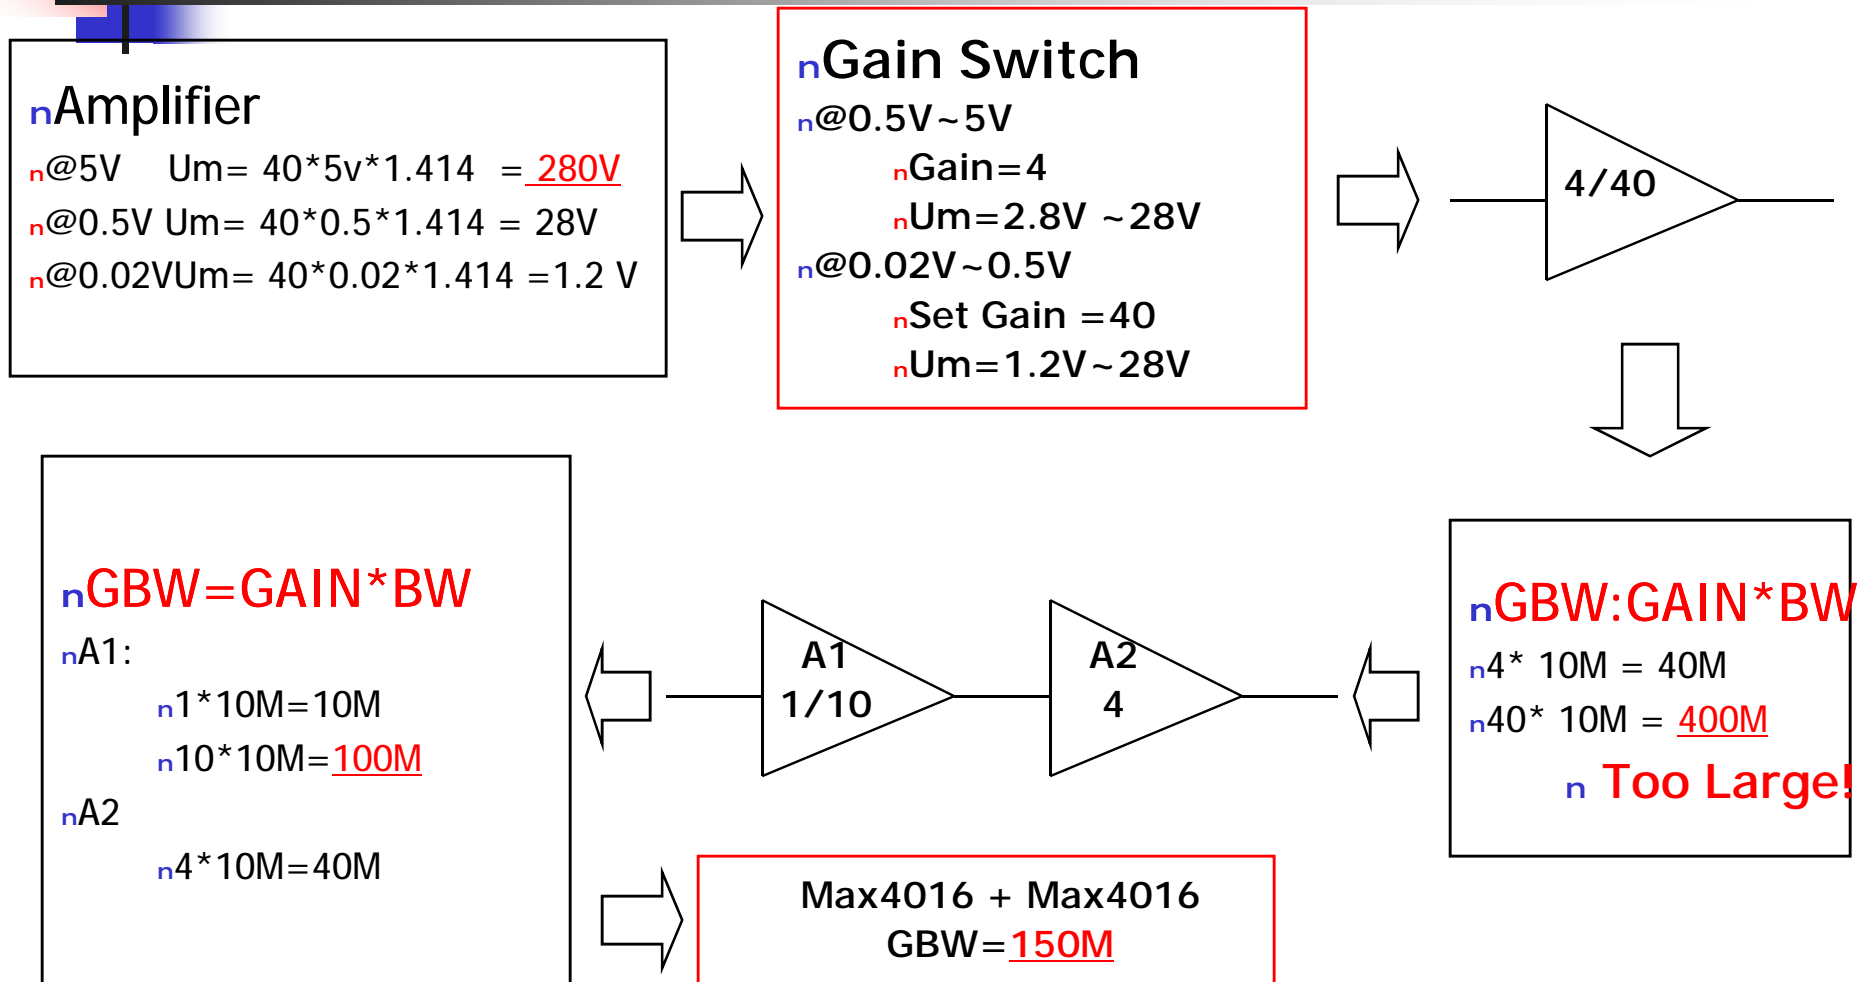 nAmplifier
n@5V Um= 40*5v*1.414 = 280V
n@0.5V Um= 40*0.5*1.414 = 28V
n@0.02VUm= 40*0.02*1.414 =1.2 V
nGain Switch
n@0.5V~5V
nGain=4
nUm=2.8V ~28V
n@0.02V~0.5V
nSet Gain =40
nUm=1.2V~28V
4/40
nGBW:GAIN*BW
n4* 10M = 40M
n40* 10M = 400M
n Too Large!
A2
4
A1
1/10
nGBW=GAIN*BW
nA1:
n1*10M=10M
n10*10M=100M
nA2
n4*10M=40M
Max4016 + Max4016
GBW=150M